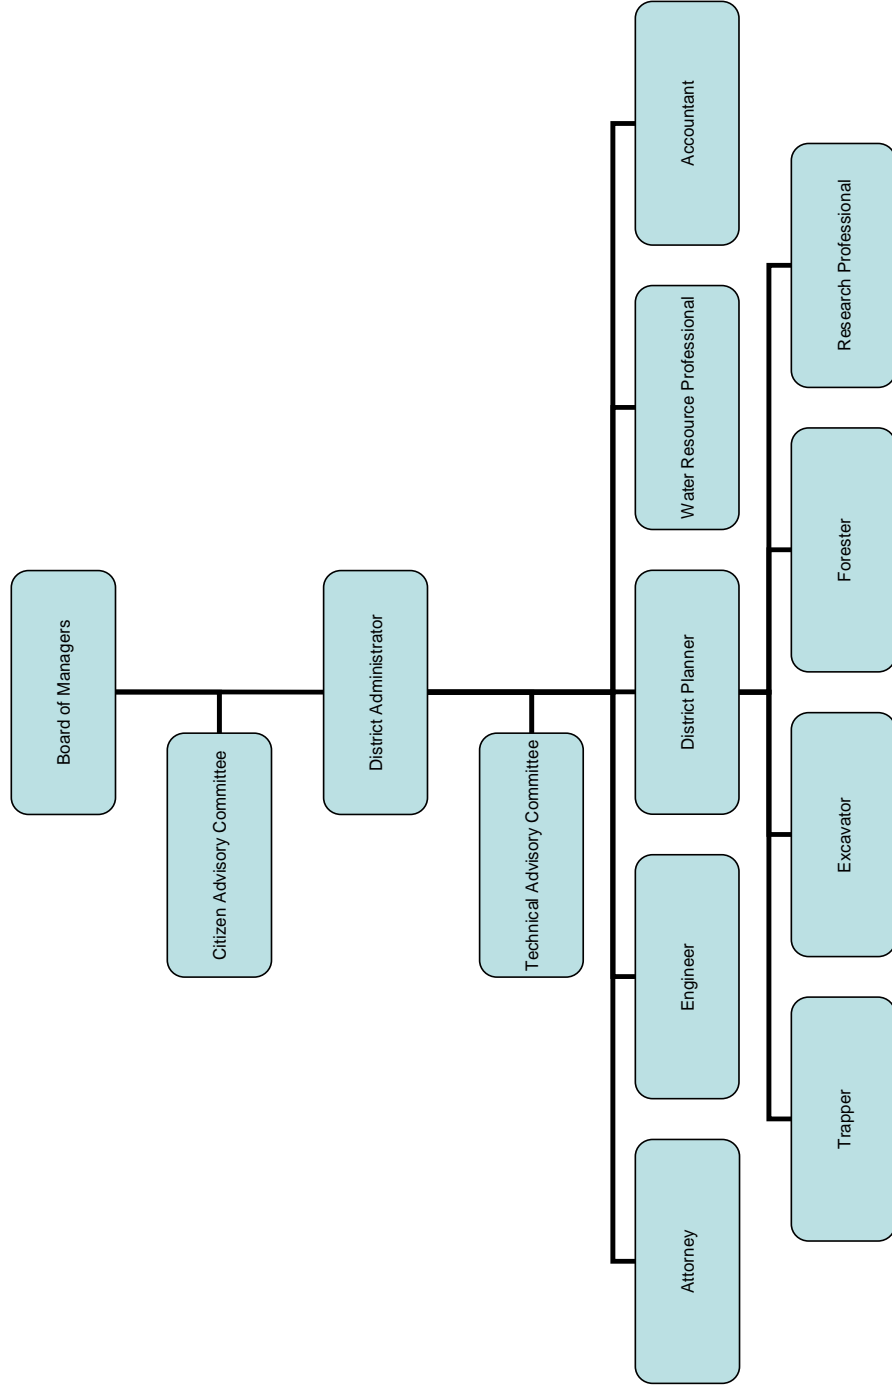 Board of Managers
Citizen Advisory Committee
District Administrator
Technical Advisory Committee
Attorney
Engineer
District Planner
Water Resource Professional
Accountant
Trapper
Excavator
Forester
Research Professional